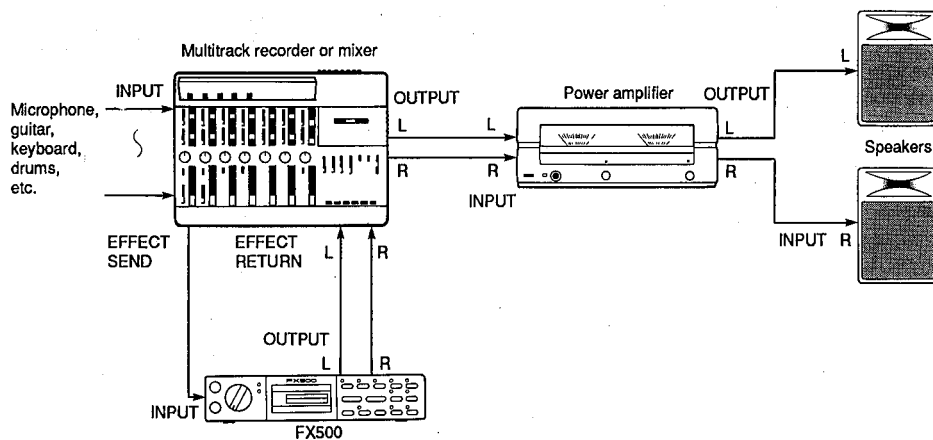 Multitrack recorder or mixer
INPUT
Microphone,
guitar,
keyboard,
drums,
etc.
OUTPUT
L
R
L
R
INPUT
Power amplifier
OUTPUT
L
R
L
Speakers
INPUT R
EFFECT
SEND
EFFECT
RETURN
L
R
OUTPUT
L
R
INPUT
FX500
FX500